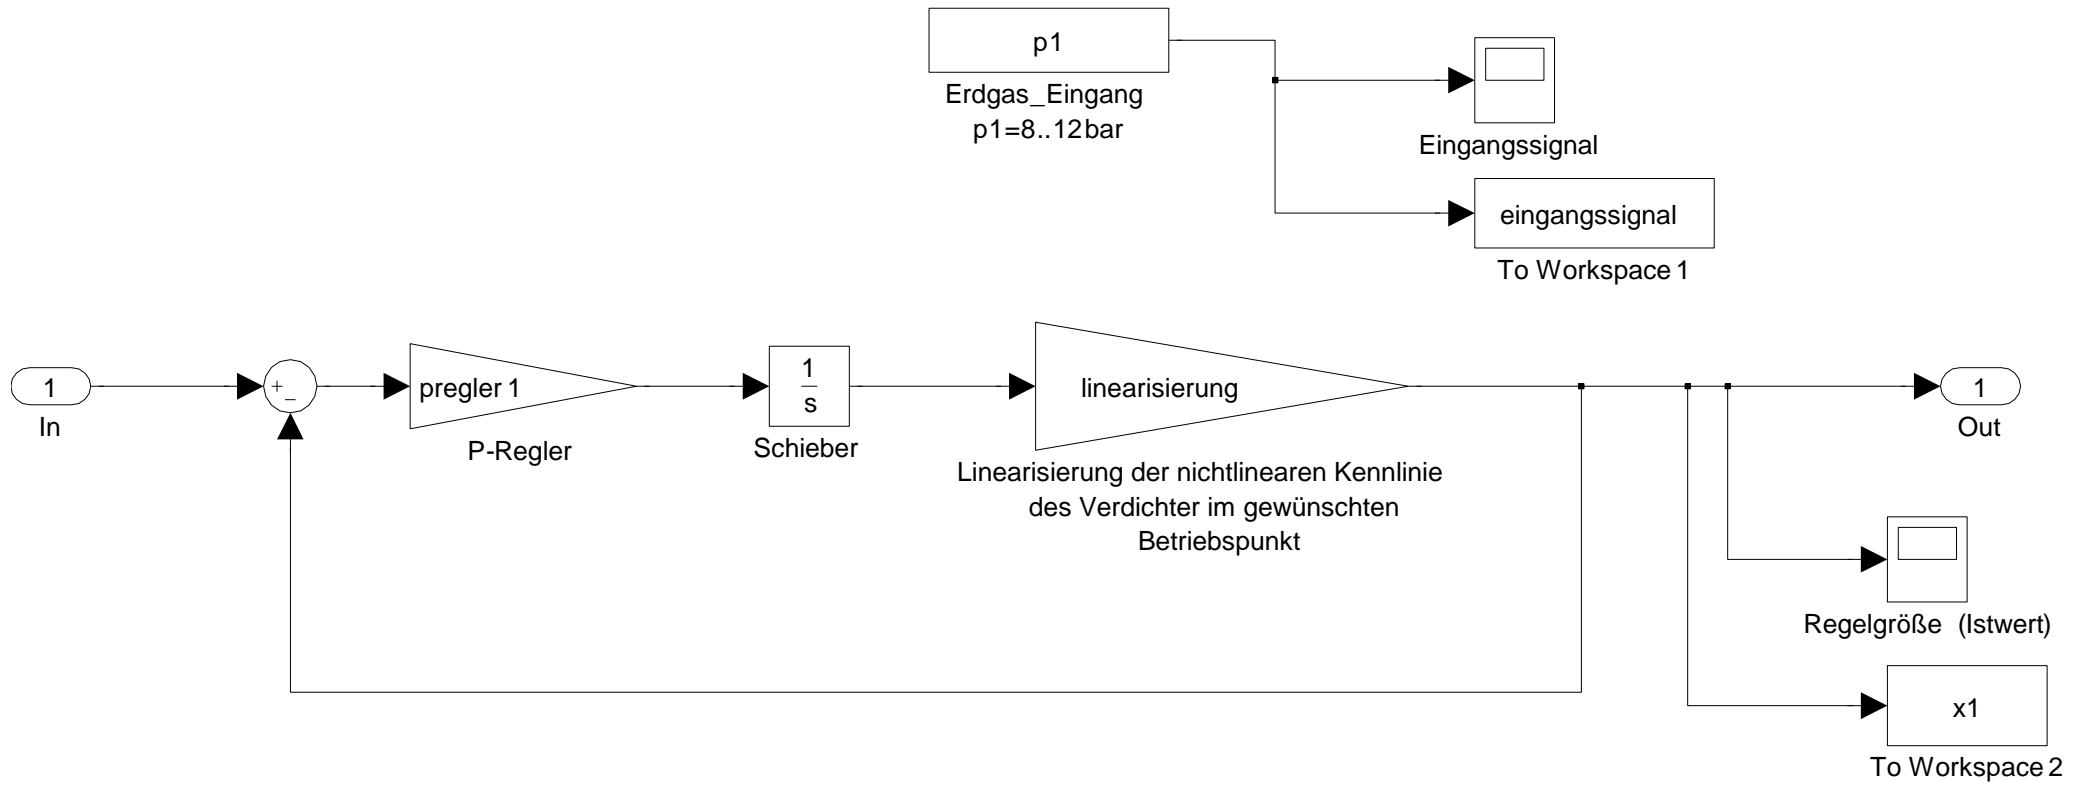 p1
Erdgas_Eingang
p1=8..12bar
Eingangssignal
eingangssignal
To Workspace 1
1
In
+
−
pregler 1
P-Regler
1
s
Schieber
linearisierung
Linearisierung der nichtlinearen Kennlinie
des Verdichter im gewünschten
Betriebspunkt
1
Out
Regelgröße (Istwert)
x1
To Workspace 2